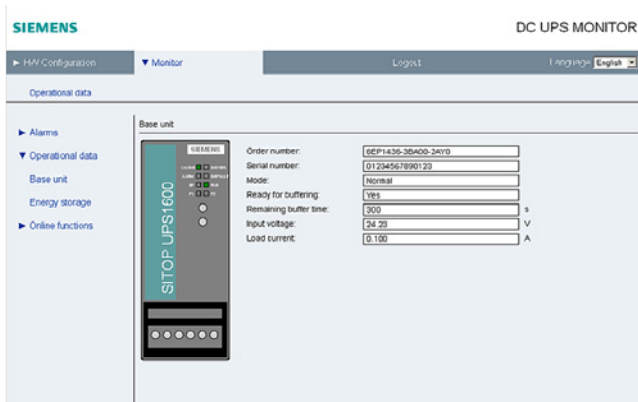 SIEMENS
DC UPS MONITOR
HW Configuration
Monitor
Logout
Language English
Operational data
Alarms
Operational data
Base unit
Energy storage
Online functions
Base unit
SIEMENS
SITOP UPS1600
Order number: 6EP1436-3BA00-2AY0
Serial number: 01234567890123
Mode: Normal
Ready for buffering: Yes
Remaining buffer time: 300 s
Input voltage: 24.23 V
Load current: 0.100 A